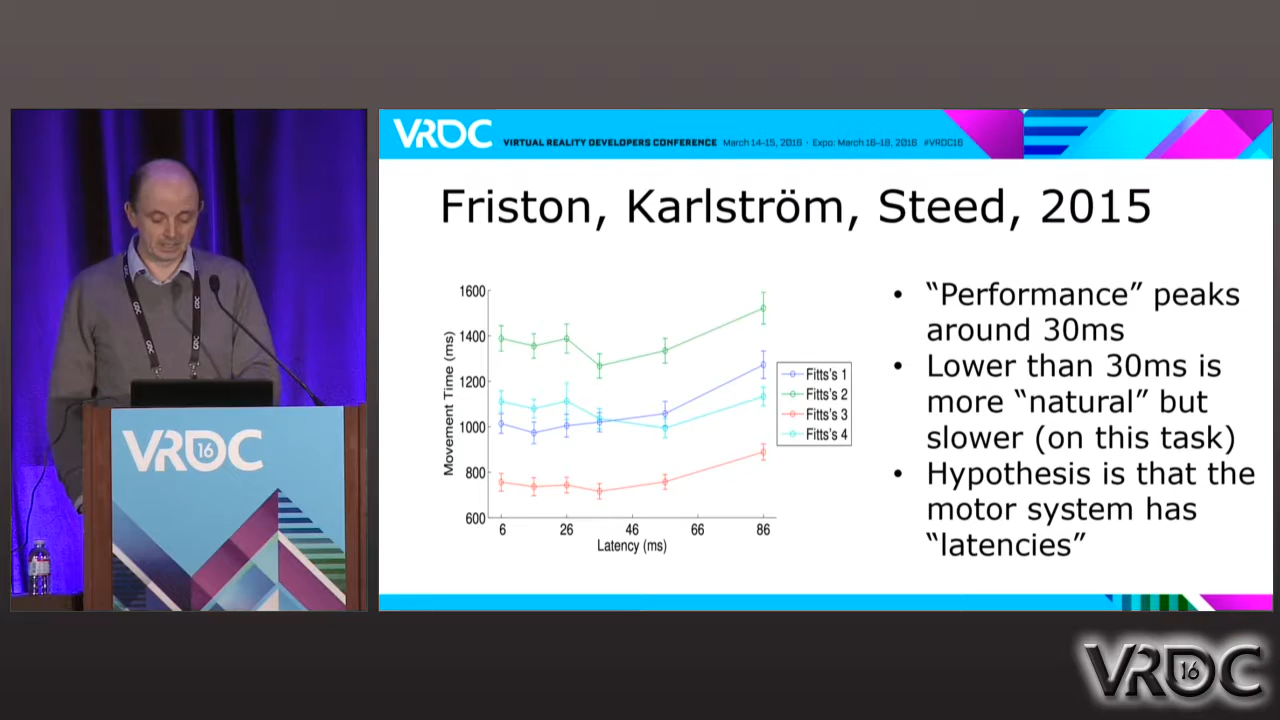 VRDC VIRTUAL REALITY DEVELOPERS CONFERENCE March 14-15, 2016 · Expo: March 16-18, 2016 #VRDC16
Friston, Karlström, Steed, 2015
1600
1400
1200
1000
800
600
Movement Time (ms)
6 26 46 66 86
Latency (ms)
Fitts's 1
Fitts's 2
Fitts's 3
Fitts's 4
• “Performance” peaks
around 30ms
• Lower than 30ms is
more “natural” but
slower (on this task)
• Hypothesis is that the
motor system has
“latencies”
VRDC
16
VRDC
16